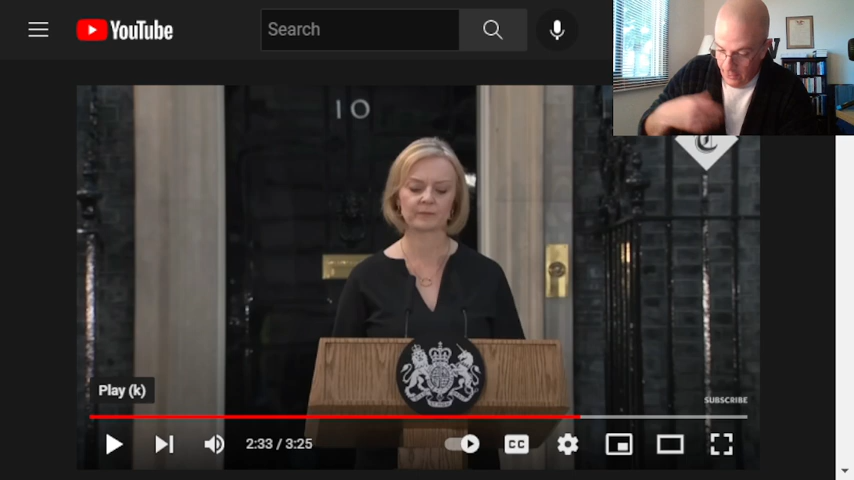 YouTube
Search
10
Play (k)
SUBSCRIBE
2:33 / 3:25
CC